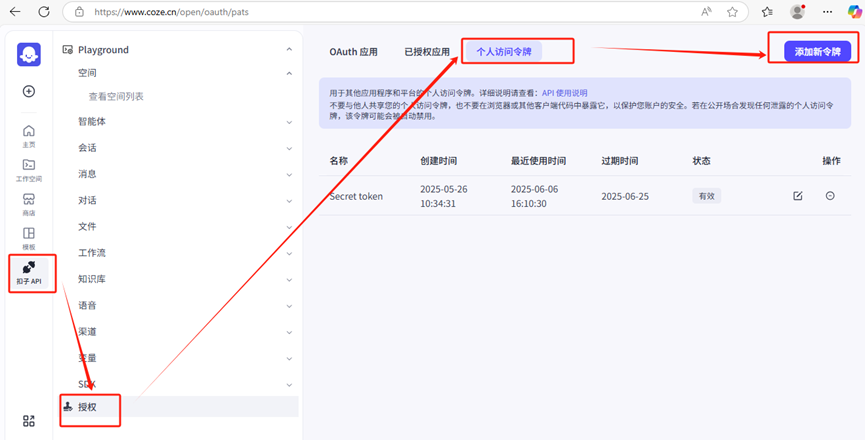 https://www.coze.cn/open/oauth/pats
主页
工作空间
商店
模板
扣子 API
Playground
空间
查看空间列表
智能体
会话
消息
对话
文件
工作流
知识库
语音
渠道
变量
SDK
授权
OAuth 应用 已授权应用 个人访问令牌 添加新令牌
用于其他应用程序和平台的个人访问令牌。详细说明请查看：API 使用说明
不要与他人共享您的个人访问令牌，也不要在浏览器或其他客户端代码中暴露它，以保护您账户的安全。若在公开场合发现任何泄露的个人访问令
牌，该令牌可能会被自动禁用。
名称 创建时间 最近使用时间 过期时间 状态 操作
Secret token 2025-05-26 10:34:31 2025-06-06 16:10:30 2025-06-25 有效